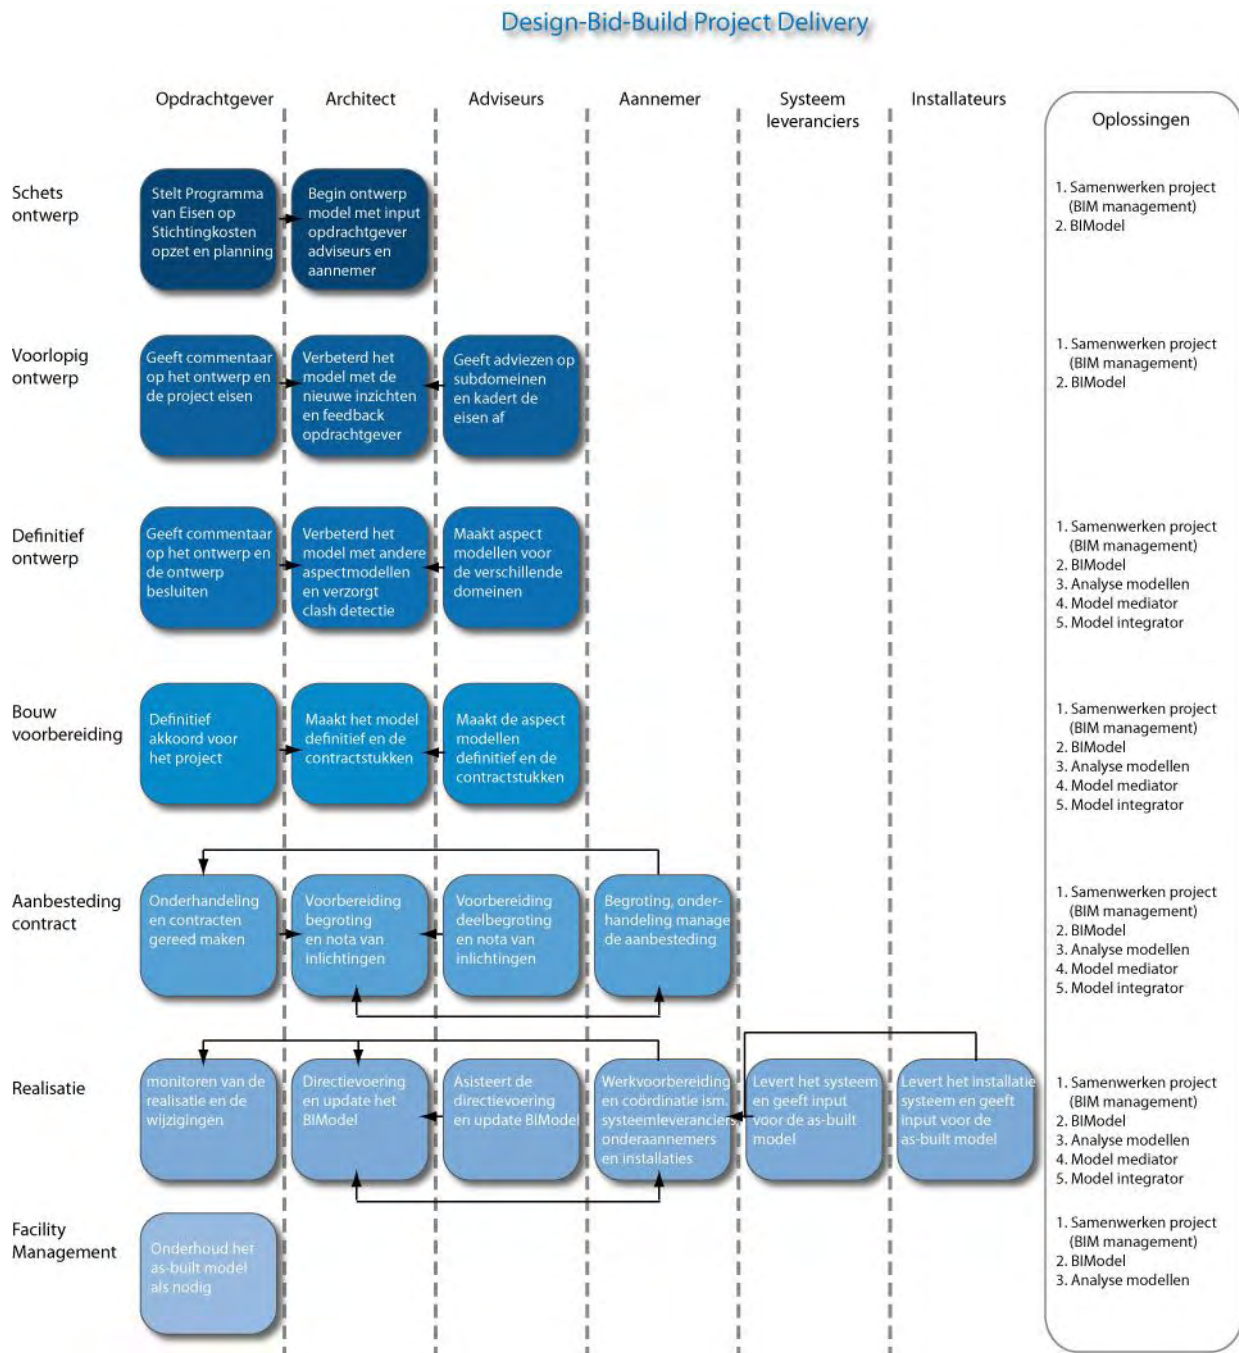 Design-Bid-Build Project Delivery
Opdrachtgever
Architect
Adviseurs
Aannemer
Systeem
leveranciers
Installateurs
Oplossingen
Schets
ontwerp
Stelt Programma
van Eisen op
Stichtingkosten
opzet en planning
Begin ontwerp
model met input
opdrachtgever
adviseurs en
aannemer
1. Samenwerken project
(BIM management)
2. BIModel
Voorlopig
ontwerp
Geeft commentaar
op het ontwerp en
de project eisen
Verbeterd het
model met de
nieuwe inzichten
en feedback
opdrachtgever
Geeft adviezen op
subdomeinen
en kadert de
eisen af
1. Samenwerken project
(BIM management)
2. BIModel
Definitief
ontwerp
Geeft commentaar
op het ontwerp en
de ontwerp
besluiten
Verbeterd het
model met andere
aspectmodellen
en verzorgt
clash detectie
Maakt aspect
modellen voor
de verschillende
domeinen
1. Samenwerken project
(BIM management)
2. BIModel
3. Analyse modellen
4. Model mediator
5. Model integrator
Bouw
voorbereiding
Definitief
akkoord voor
het project
Maakt het model
definitief en de
contractstukken
Maakt de aspect
modellen
definitief en de
contractstukken
1. Samenwerken project
(BIM management)
2. BIModel
3. Analyse modellen
4. Model mediator
5. Model integrator
Aanbesteding
contract
Onderhandeling
en contracten
gereed maken
Voorbereiding
begroting
en nota van
inlichtingen
Voorbereiding
deelbegroting
en nota van
inlichtingen
Begroting, onder-
handeling manage
de aanbesteding
1. Samenwerken project
(BIM management)
2. BIModel
3. Analyse modellen
4. Model mediator
5. Model integrator
Realisatie
monitoren van de
realisatie en de
wijzigingen
Directievoering
en update het
BIModel
Asisteert de
directievoering
en update BIModel
Werkvoorbereiding
en coördinatie ism.
systeemleveranciers,
onderaannemers
en installaties
Levert het systeem
en geeft input
voor de as-built
model
Levert het installatie
systeem en geeft
input voor de
as-built model
1. Samenwerken project
(BIM management)
2. BIModel
3. Analyse modellen
4. Model mediator
5. Model integrator
Facility
Management
Onderhoud het
as-built model
als nodig
1. Samenwerken project
(BIM management)
2. BIModel
3. Analyse modellen